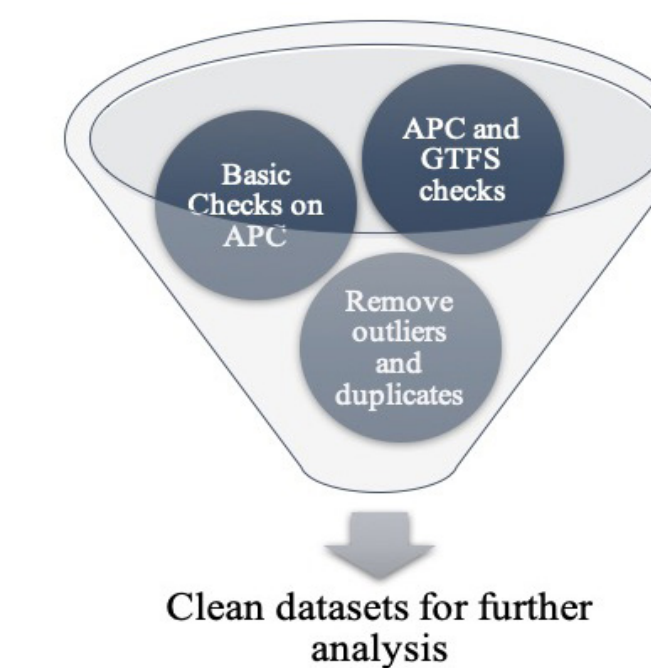 Basic
Checks on
APC
APC and
GTFS
checks
Remove
outliers
and
duplicates
Clean datasets for further
analysis